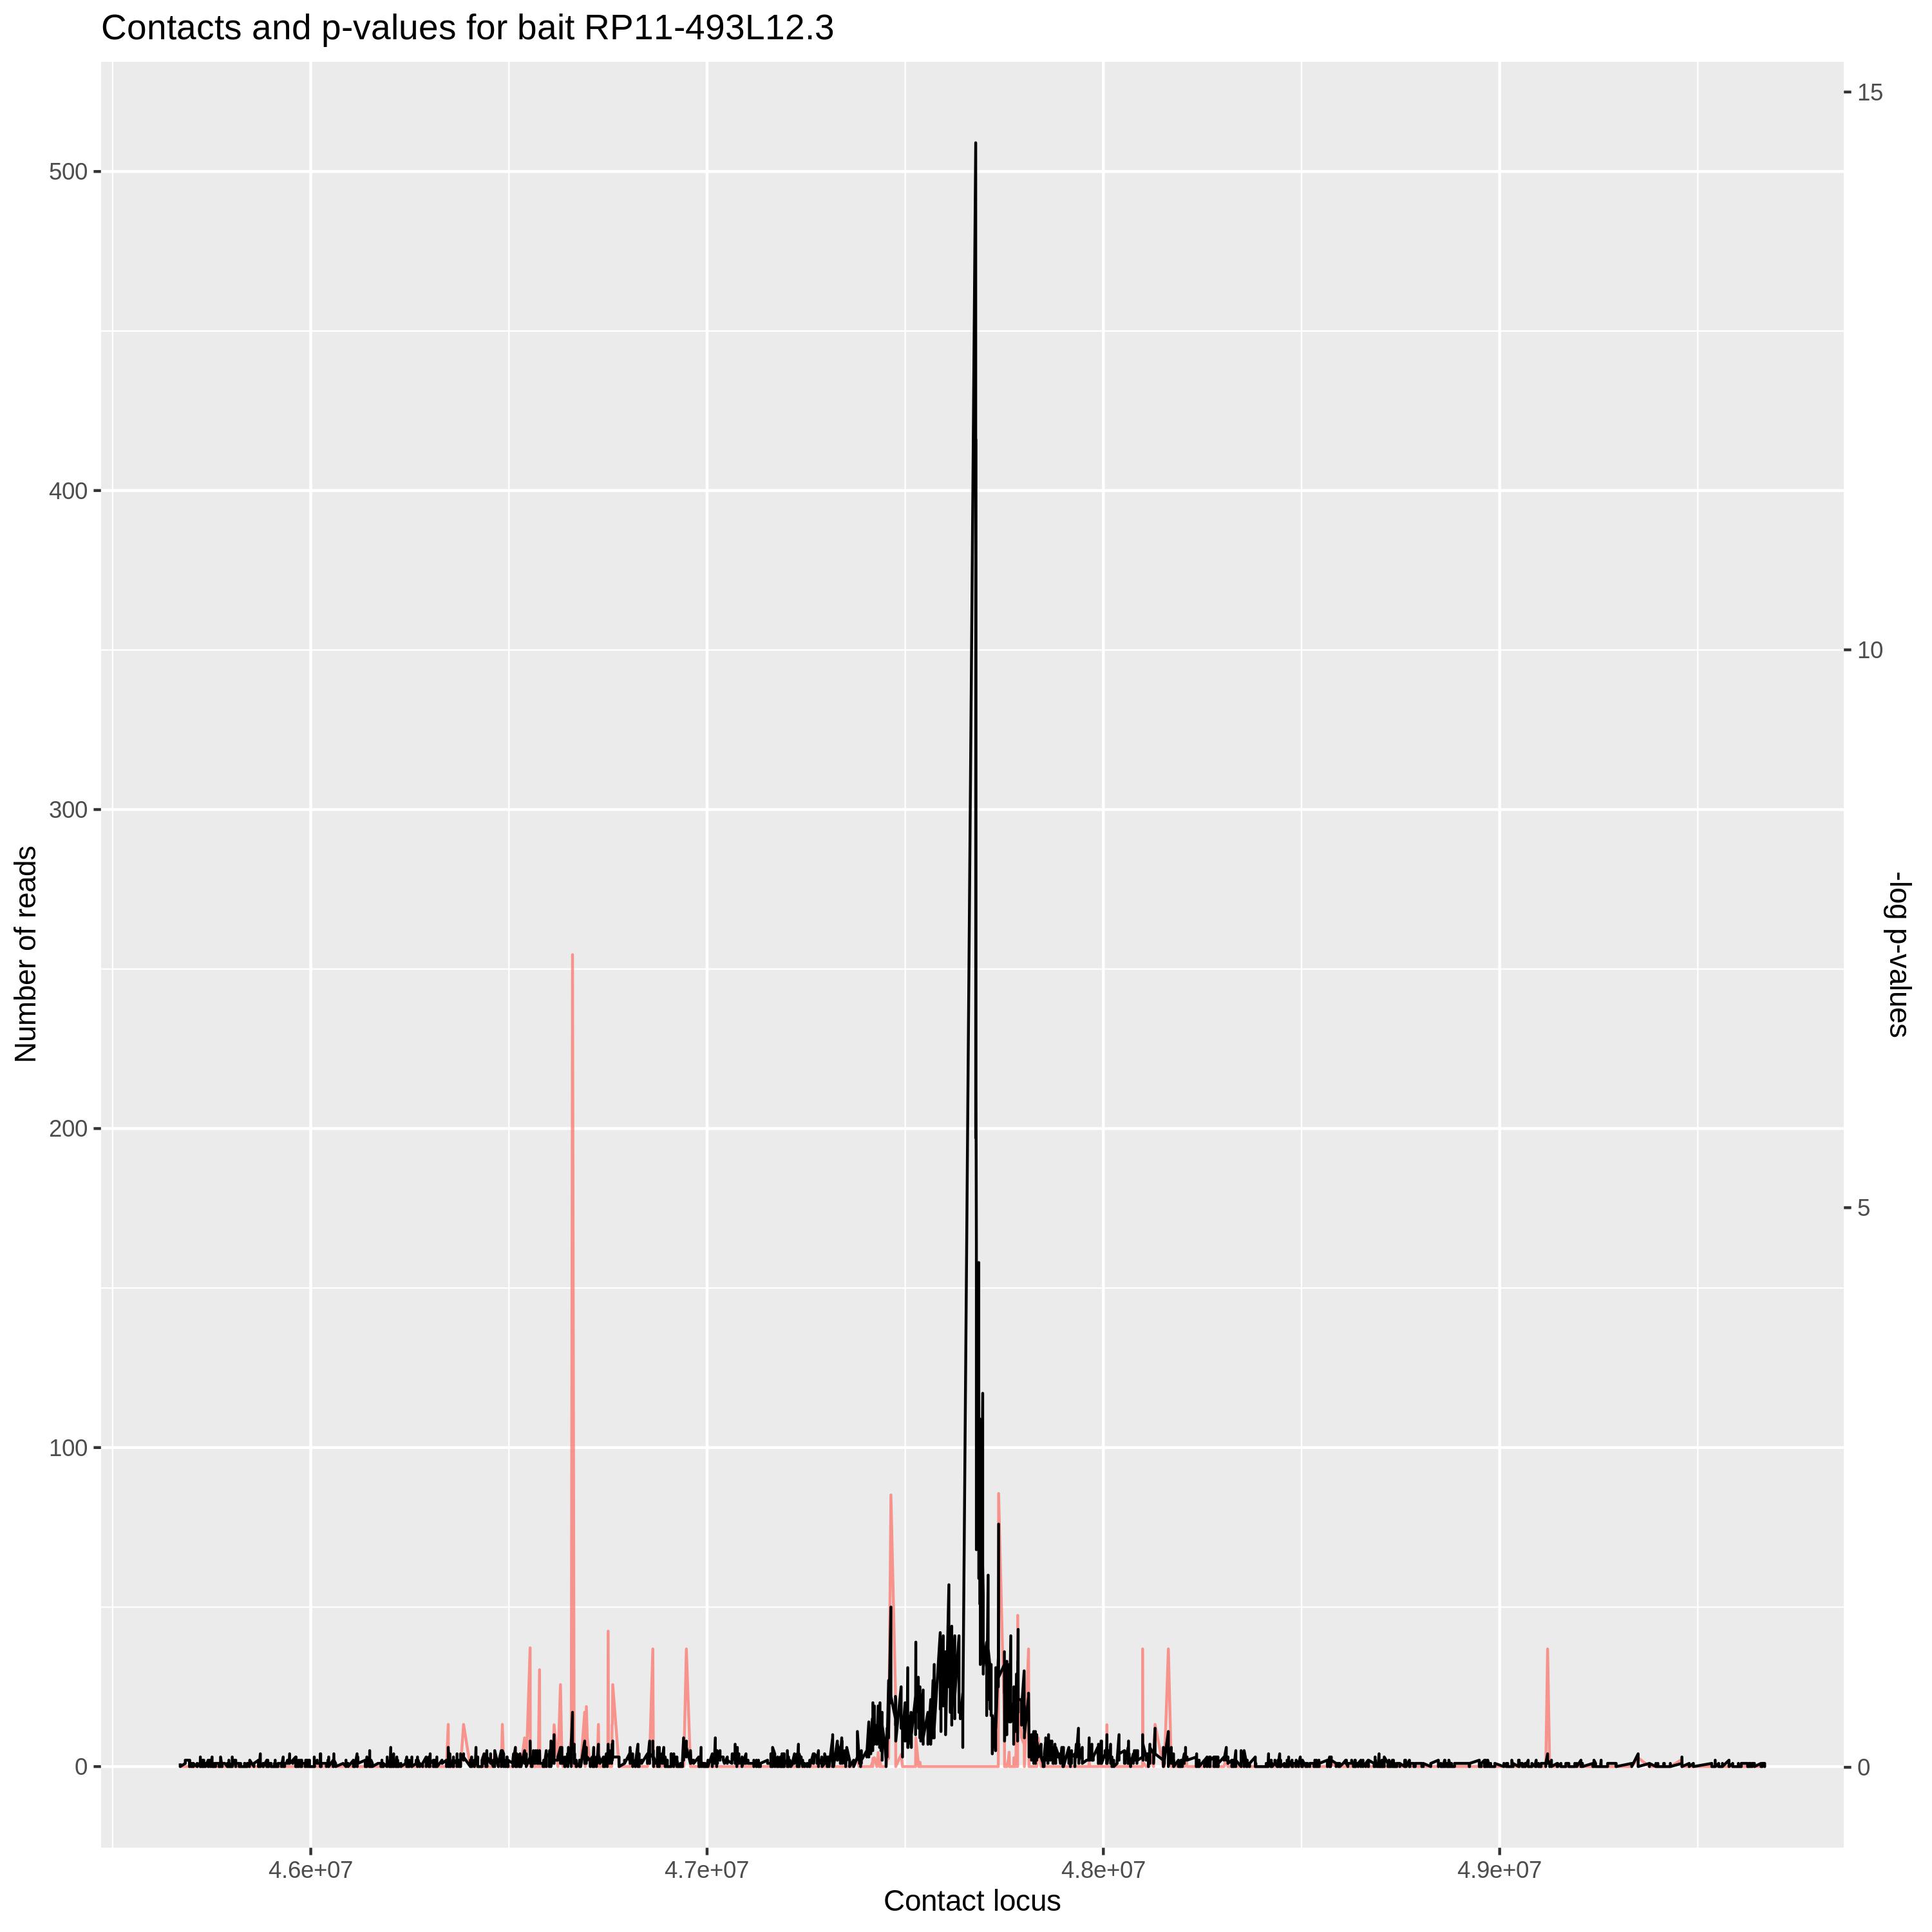 Contacts and p-values for bait RP11-493L12.3
500
400
300
200
100
0
Number of reads
15
10
5
0
-log p-values
4.6e+07
4.7e+07
4.8e+07
4.9e+07
Contact locus